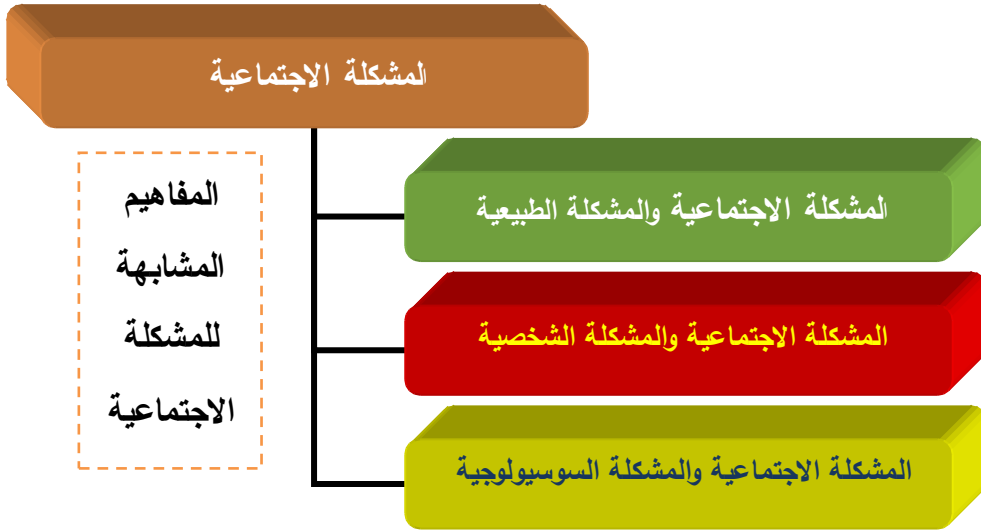 المشكلة الاجتماعية
المفاهيم
المشابهة
للمشكلة
الاجتماعية
المشكلة الاجتماعية والمشكلة الطبيعية
المشكلة الاجتماعية والمشكلة الشخصية
المشكلة الاجتماعية والمشكلة السوسيولوجية